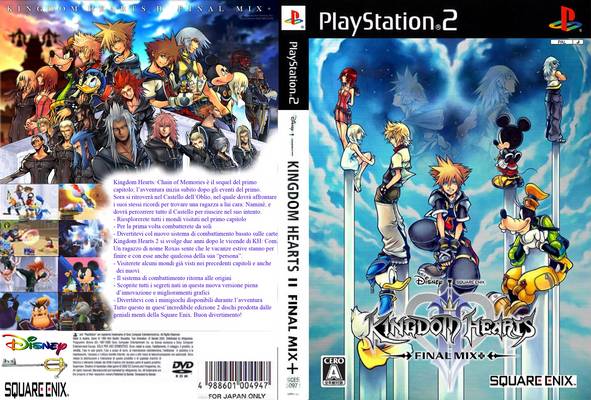 KINGDOM HEARTS II FINAL MIX+
Kingdom Hearts: Chain of Memories è il sequel del primo
capitolo; l'avventura inizia subito dopo gli eventi del primo.
Sora si ritroverà nel Castello dell'Oblio, nel quale dovrà affrontare
i suoi stessi ricordi per trovare una ragazza a lui cara. Naminé, e
dovrà percorrere tutto il Castello per riuscire nel suo intento.
- Riesplorerete tutti i mondi visitati nel primo capitolo
- Per la prima volta combatterete da soli
- Divertitevi col nuovo sistema di combattimento basato sulle carte
Kingdom Hearts 2 si svolge due anni dopo le vicende di KH: Com.
Un ragazzo di nome Roxas sente che le vacanze estive stanno per
finire e con esse anche qualcosa della sua "persona".
- Visiterete alcuni mondi già visti nei precedenti capitoli e anche
dei nuovi
- Il sistema di combattimento ritorna alle origini
- Scoprite tutti i segreti nati in questa nuova versione piena
d'innovazione e miglioramenti grafici
- Divertitevi con i minigiochi disponibili durante l'avventura
Tutto questo in quest'incredibile edizione 2 dischi prodotta dalle
geniali menti della Square Enix. Buon divertimento!
Disney
SQUARE ENIX
DVD
4 988601 004947
FOR JAPAN ONLY
PlayStation 2
Disney
KINGDOM HEARTS II FINAL MIX+
PlayStation®2
PAL
Disney SQUARE ENIX
KINGDOM HEARTS
II
FINAL MIX+
CERO
A
SQUARE ENIX